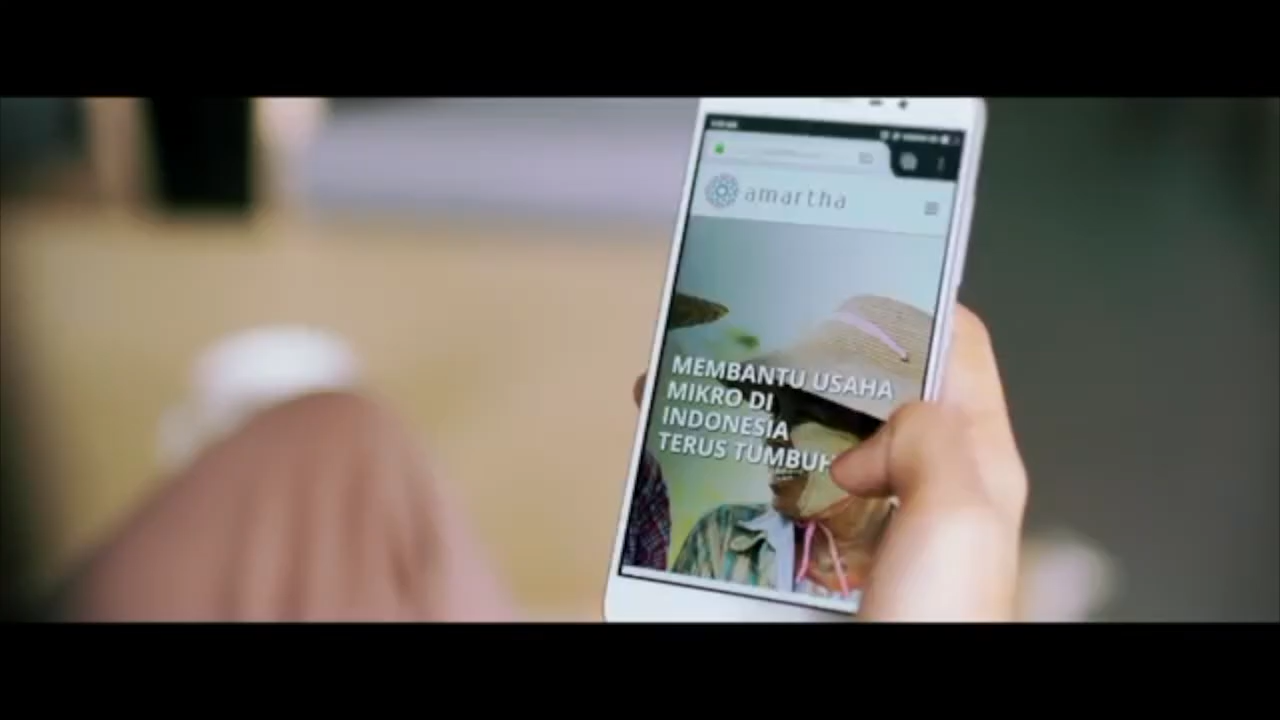 amartha
MEMBANTU USAHA
MIKRO DI
INDONESIA
TERUS TUMBUH